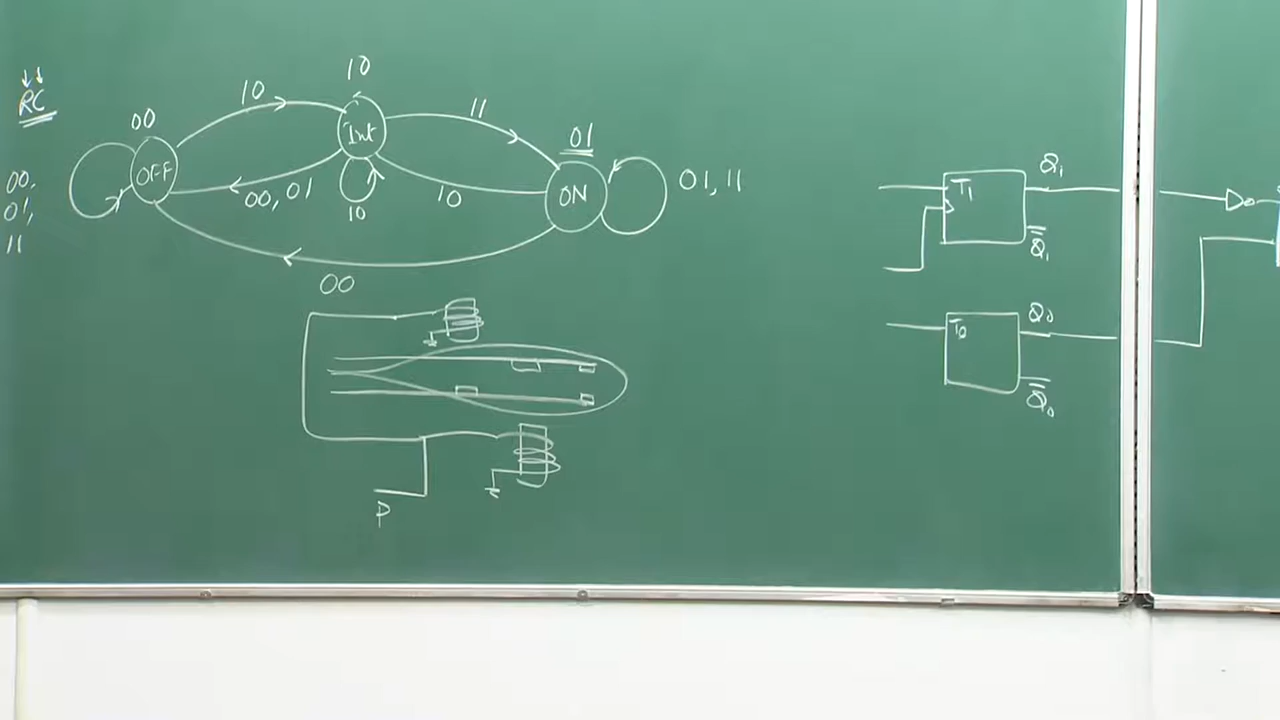 RC
00,
01,
11
00
OFF
10
10
Int
10
00, 01
11
10
01
ON
01, 11
00
P
T₁
Q₁
Q̅₁
T₀
Q₀
Q̅₀